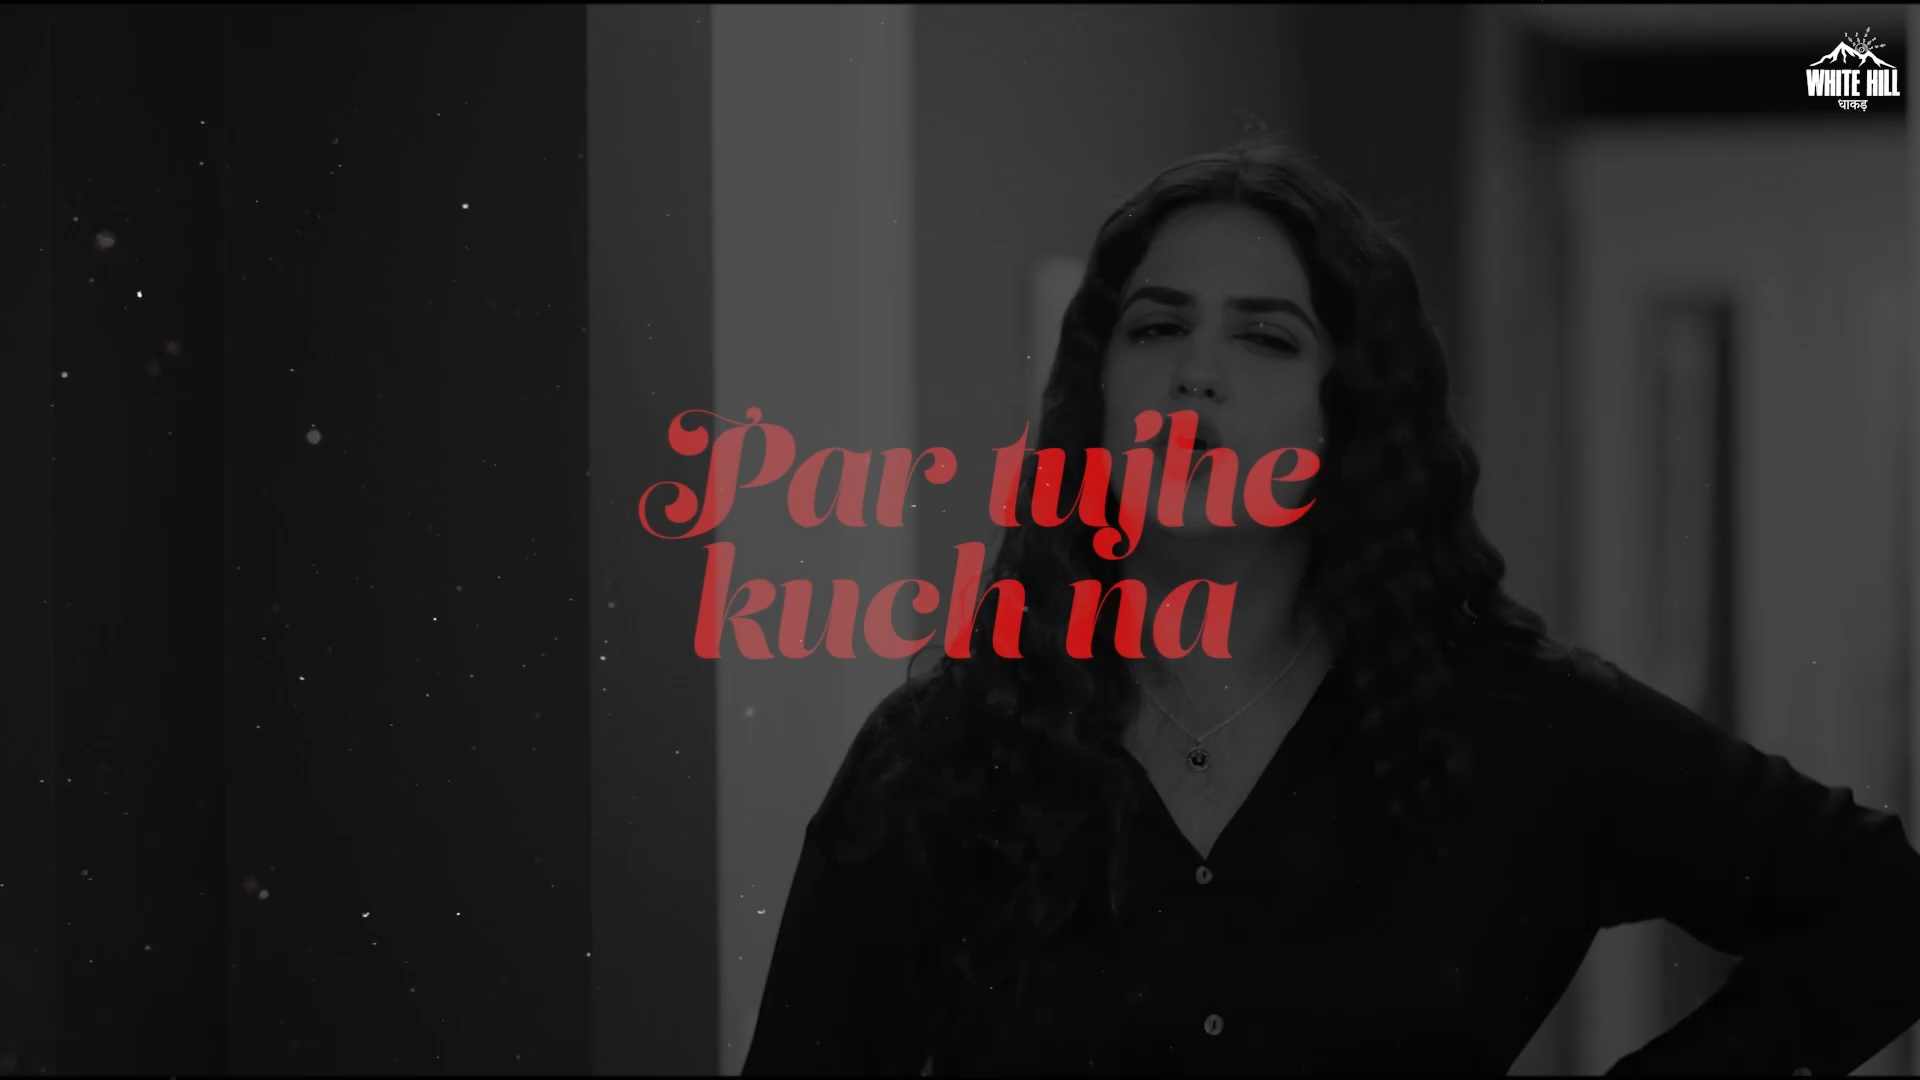 WHITE HILL
धाकड़
Par tujhe
kuch na